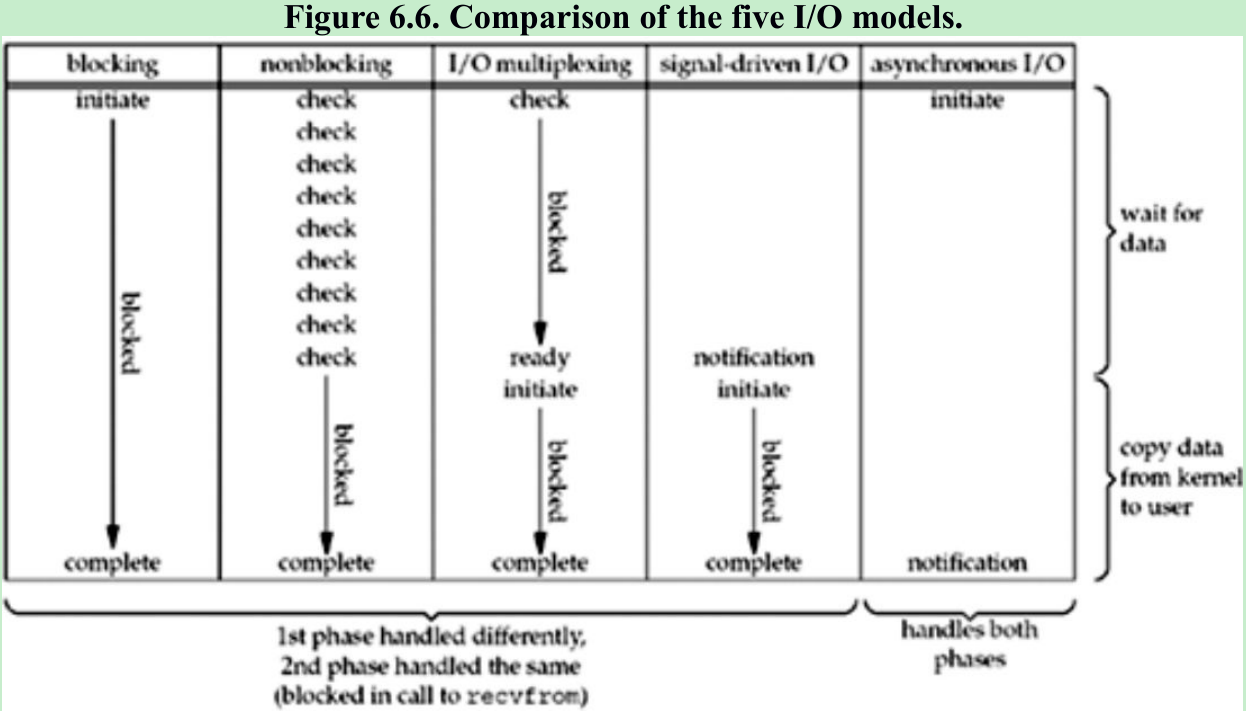 Figure 6.6. Comparison of the five I/O models.
blocking nonblocking I/O multiplexing signal-driven I/O asynchronous I/O
initiate check check initiate
check
check
check
blocked
wait for
check
data
check
check
blocked
check
check ready notification
initiate initiate
blocked blocked blocked
copy data
from kernel
to user
complete complete complete complete notification
1st phase handled differently,
2nd phase handled the same
(blocked in call to recvfrom)
handles both
phases